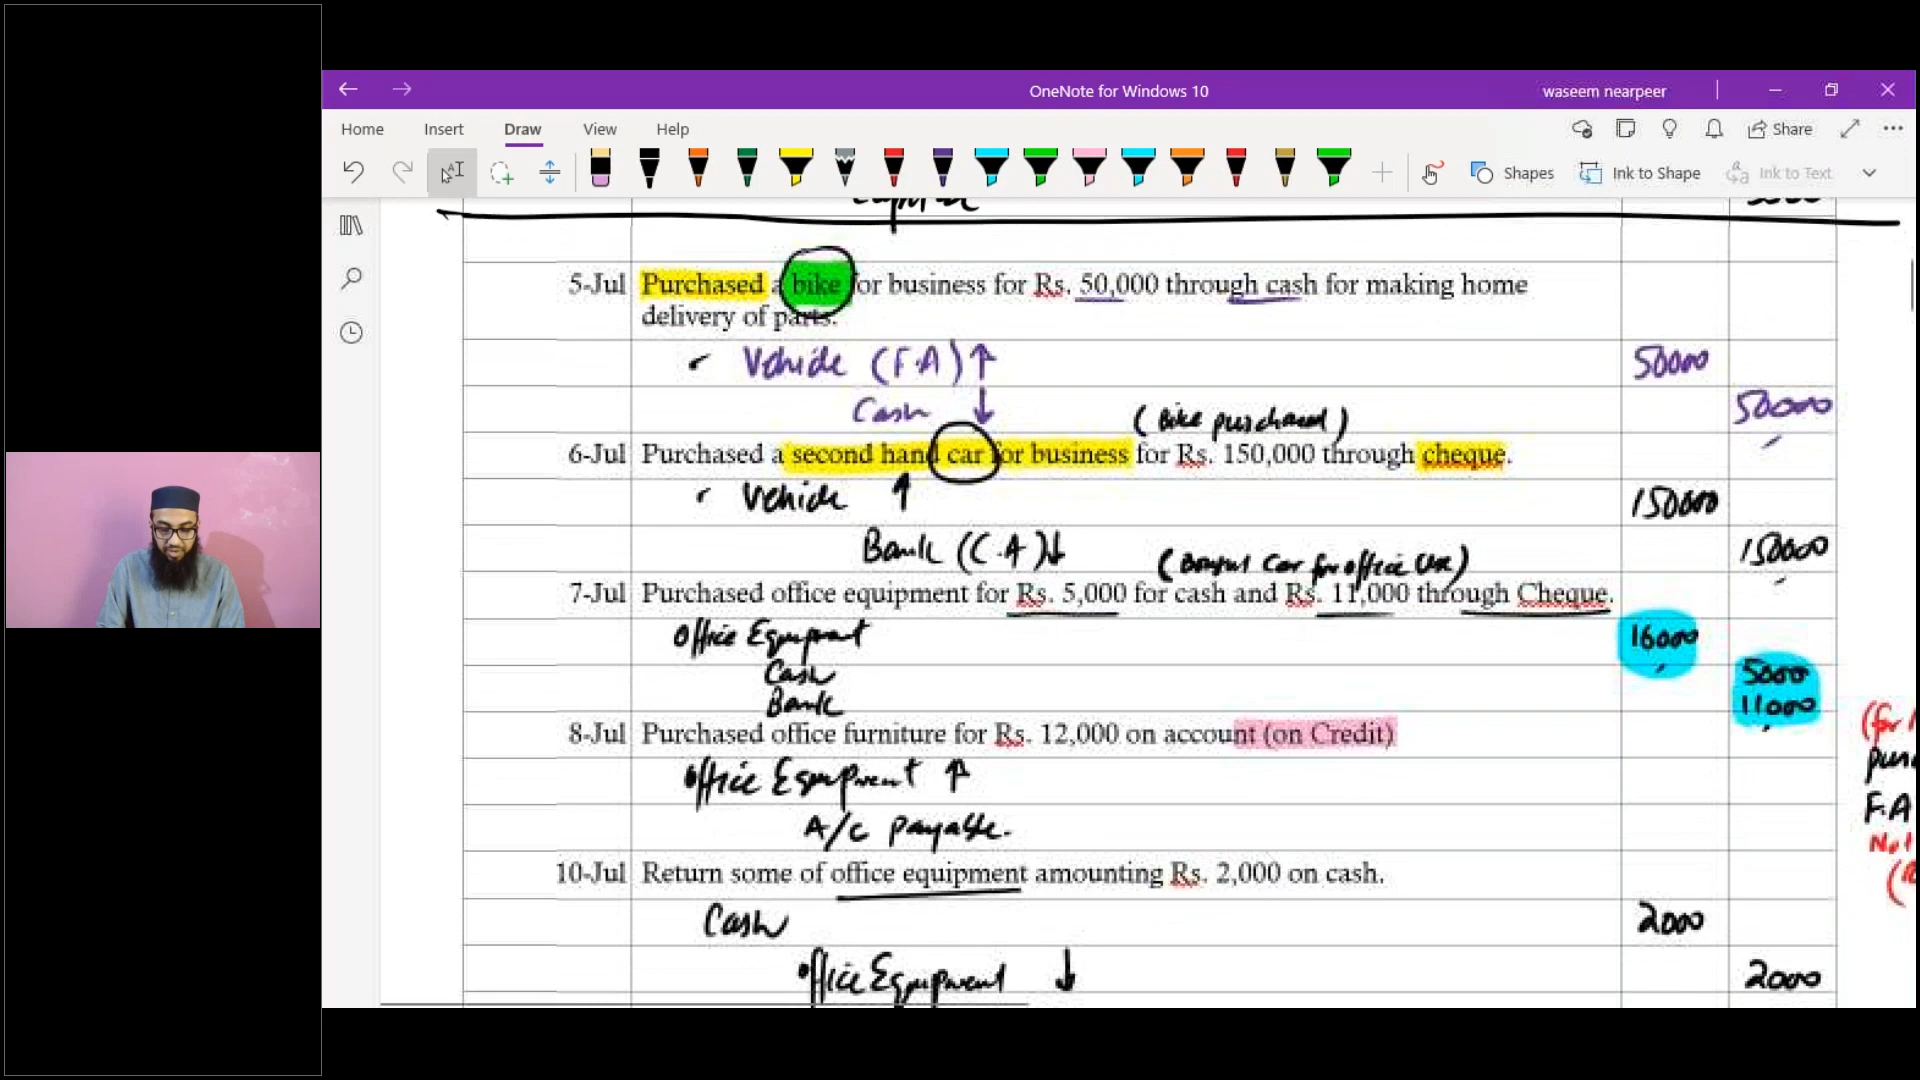 OneNote for Windows 10
waseem nearpeer
Home Insert Draw View Help
Share
Shapes Ink to Shape Ink to Text
5-Jul Purchased a bike for business for Rs. 50,000 through cash for making home
delivery of parts.
Vehicle (F.A) ↑ 50000
Cash ↓ 50000
(Bike purchased)
6-Jul Purchased a second hand car for business for Rs. 150,000 through cheque.
Vehicle ↑ 150000
Bank (C.A) ↓ 150000
Car for office use)
7-Jul Purchased office equipment for Rs. 5,000 for cash and Rs. 11,000 through Cheque.
Office Equipment 16000
Cash 5000
Bank 11000
8-Jul Purchased office furniture for Rs. 12,000 on account (on Credit)
Office Equipment ↑
A/C payable.
F.A
10-Jul Return some of office equipment amounting Rs. 2,000 on cash.
Cash 2000
Office Equipment ↓ 2000